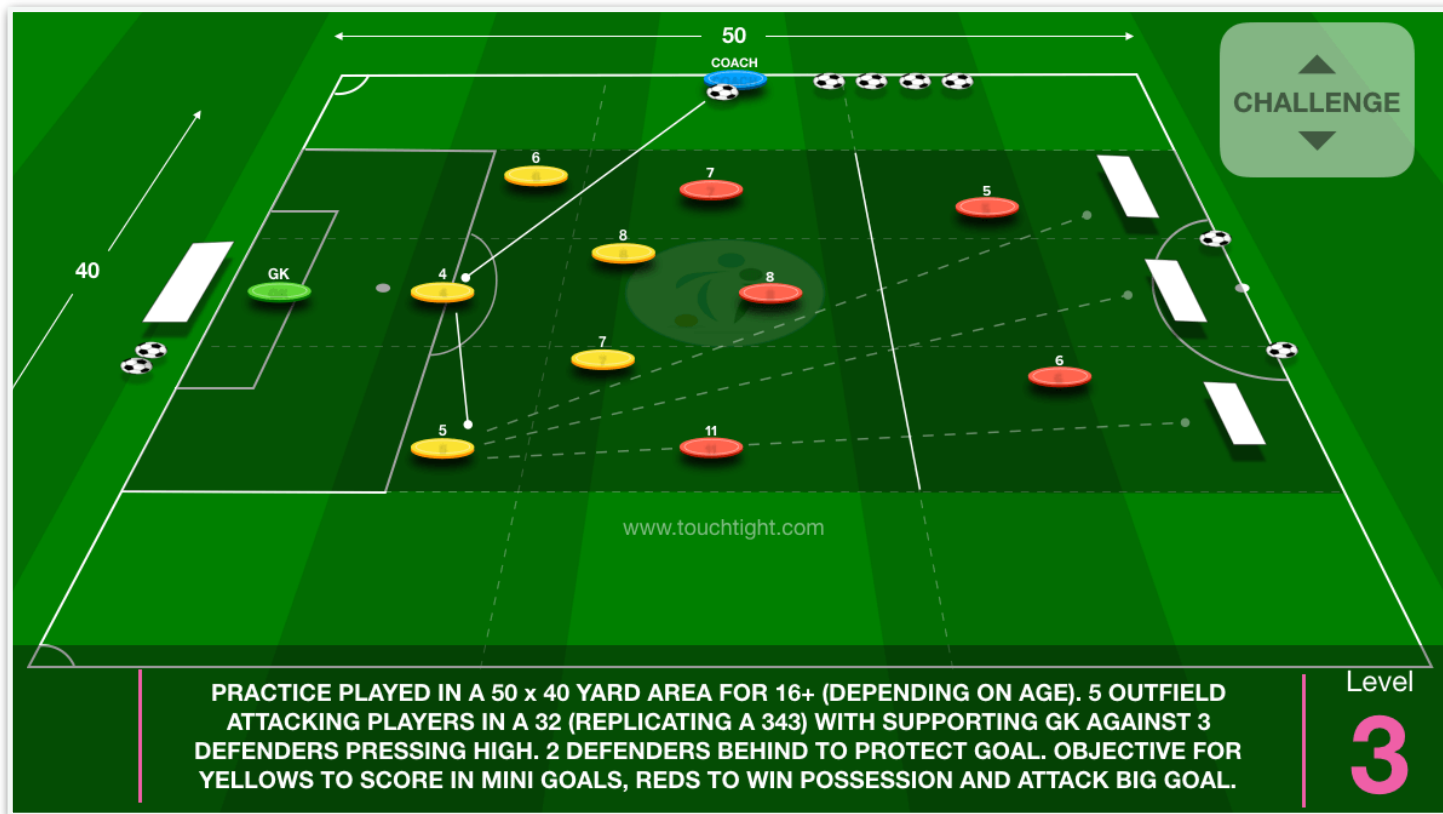 50
COACH
CHALLENGE
6
7
5
8
40
GK
4
8
7
6
5
11
www.touchtight.com
PRACTICE PLAYED IN A 50 x 40 YARD AREA FOR 16+ (DEPENDING ON AGE). 5 OUTFIELD
ATTACKING PLAYERS IN A 32 (REPLICATING A 343) WITH SUPPORTING GK AGAINST 3
DEFENDERS PRESSING HIGH. 2 DEFENDERS BEHIND TO PROTECT GOAL. OBJECTIVE FOR
YELLOWS TO SCORE IN MINI GOALS, REDS TO WIN POSSESSION AND ATTACK BIG GOAL.
Level
3